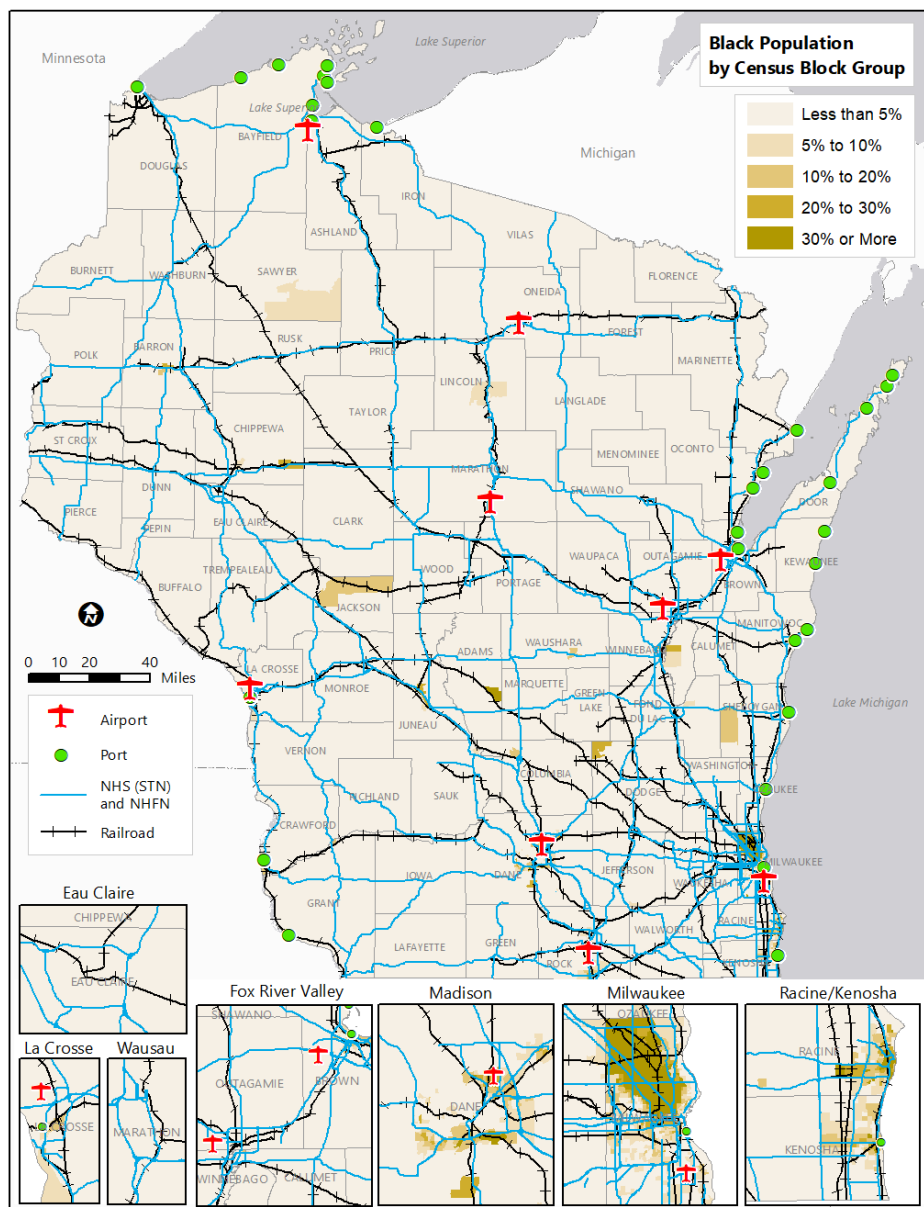 Black Population
by Census Block Group
Less than 5%
5% to 10%
10% to 20%
20% to 30%
30% or More
Minnesota
Lake Superior
Lake Superior
Michigan
BAYFIELD
DOUGLAS
IRON
ASHLAND
VILAS
BURNETT
WASHBURN
SAWYER
FLORENCE
ONEIDA
RUSK
PRICE
FOREST
POLK
BARRON
MARINETTE
LINCOLN
TAYLOR
LANGLADE
CHIPPEWA
ST CROIX
OCONTO
MENOMINEE
MARATHON
DUNN
SHAWANO
DOOR
PIERCE
PEPIN
EAU CLAIRE
CLARK
WAUPACA
OUTAGAMIE
KEWAUNEE
BROWN
TREMPEALEAU
WOOD
PORTAGE
BUFFALO
JACKSON
MANITOWOC
N
0 10 20 40
Miles
LA CROSSE
ADAMS
WAUSHARA
WINNEBAGO
CALUMET
MONROE
MARQUETTE
GREEN
LAKE
FOND
DU LAC
SHEBOYGAN
Lake Michigan
JUNEAU
VERNON
COLUMBIA
WASHINGTON
Airport
Port
NHS (STN)
and NHFN
Railroad
RICHLAND
SAUK
DODGE
OZAUKEE
CRAWFORD
IOWA
DANE
JEFFERSON
WAUKESHA
MILWAUKEE
GRANT
RACINE
LAFAYETTE
GREEN
ROCK
WALWORTH
KENOSHA
Eau Claire
CHIPPEWA
EAU CLAIRE
La Crosse
LA CROSSE
Wausau
MARATHON
Fox River Valley
SHAWANO
OUTAGAMIE
BROWN
WINNEBAGO
CALUMET
Madison
DANE
Milwaukee
OZAUKEE
Racine/Kenosha
RACINE
KENOSHA